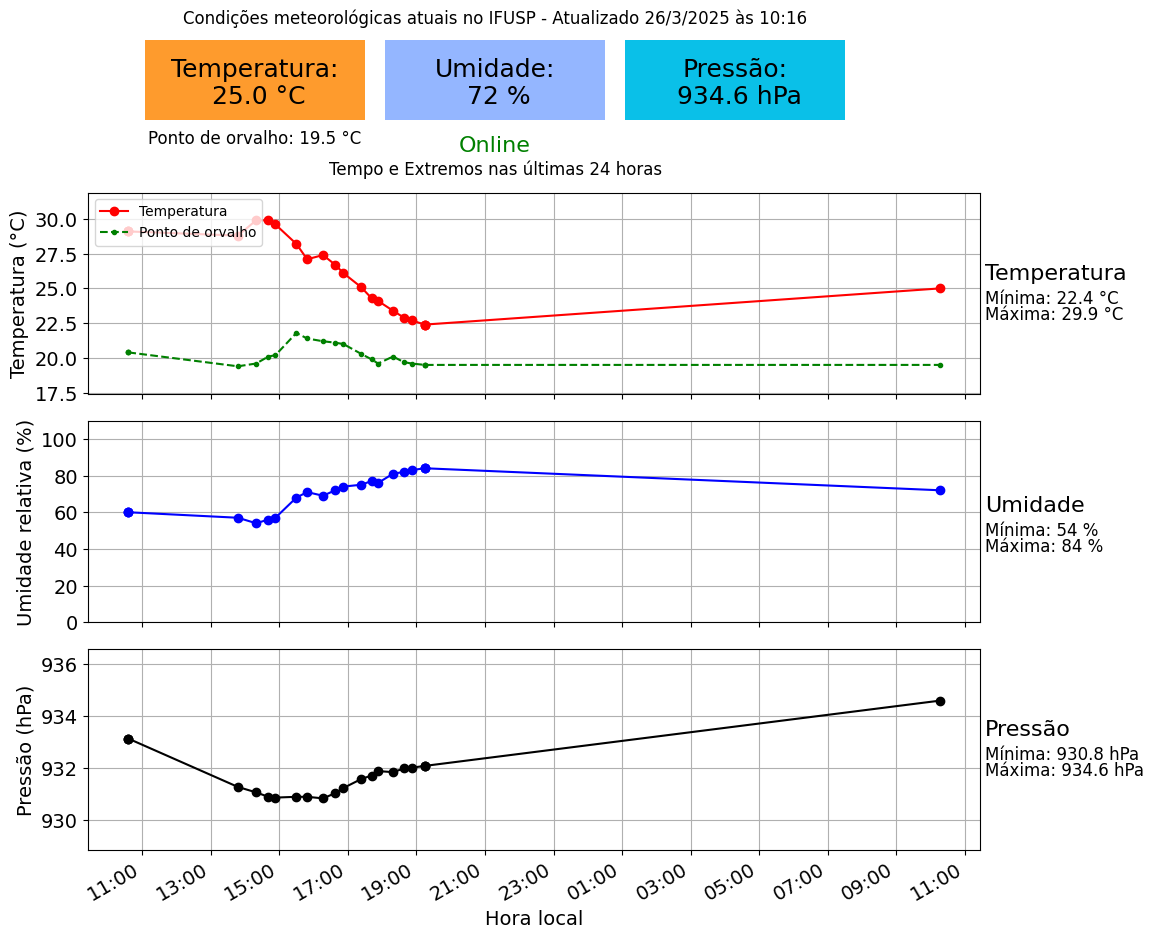 Condições meteorológicas atuais no IFUSP - Atualizado 26/3/2025 às 10:16
Temperatura:
25.0 °C
Umidade:
72 %
Pressão:
934.6 hPa
Ponto de orvalho: 19.5 °C
Online
Tempo e Extremos nas últimas 24 horas
Temperatura (°C)
30.0
27.5
25.0
22.5
20.0
17.5
Temperatura
Ponto de orvalho
Temperatura
Mínima: 22.4 °C
Máxima: 29.9 °C
Umidade relativa (%)
100
80
60
40
20
0
Umidade
Mínima: 54 %
Máxima: 84 %
Pressão (hPa)
936
934
932
930
Pressão
Mínima: 930.8 hPa
Máxima: 934.6 hPa
11:00 13:00 15:00 17:00 19:00 21:00 23:00 01:00 03:00 05:00 07:00 09:00 11:00
Hora local